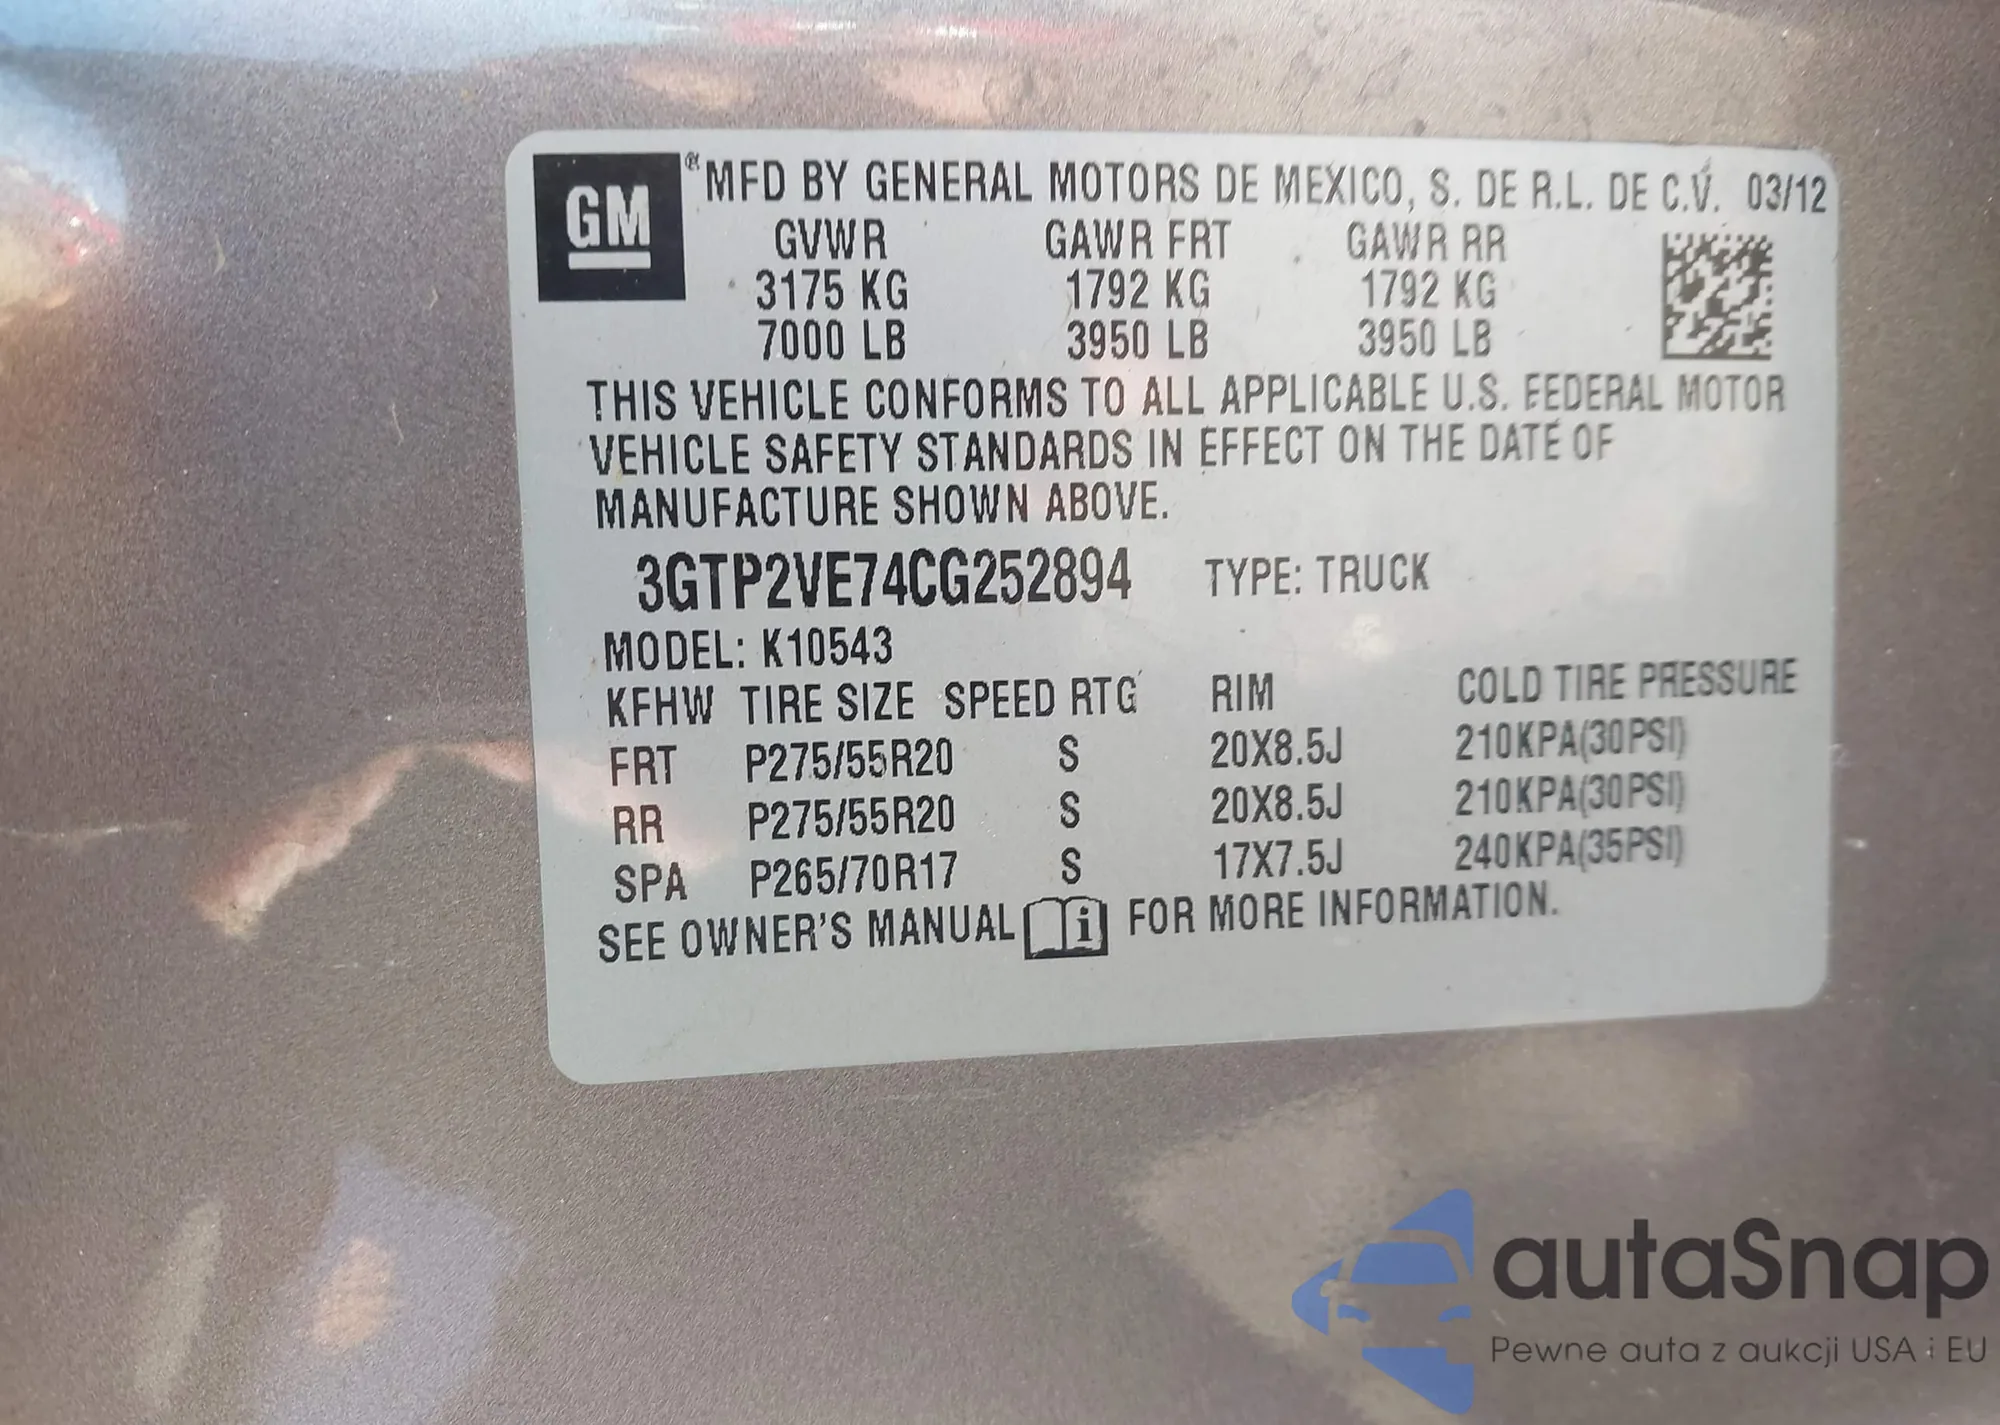 GM ® MFD BY GENERAL MOTORS DE MEXICO, S. DE R.L. DE C.V. 03/12
GVWR GAWR FRT GAWR RR
3175 KG 1792 KG 1792 KG
7000 LB 3950 LB 3950 LB
THIS VEHICLE CONFORMS TO ALL APPLICABLE U.S. FEDERAL MOTOR
VEHICLE SAFETY STANDARDS IN EFFECT ON THE DATE OF
MANUFACTURE SHOWN ABOVE.
3GTP2VE74CG252894 TYPE: TRUCK
MODEL: K10543
KFHW TIRE SIZE SPEED RTG RIM COLD TIRE PRESSURE
FRT P275/55R20 S 20X8.5J 210KPA(30PSI)
RR P275/55R20 S 20X8.5J 210KPA(30PSI)
SPA P265/70R17 S 17X7.5J 240KPA(35PSI)
SEE OWNER'S MANUAL i FOR MORE INFORMATION.
autaSnap
Pewne auta z aukcji USA i EU